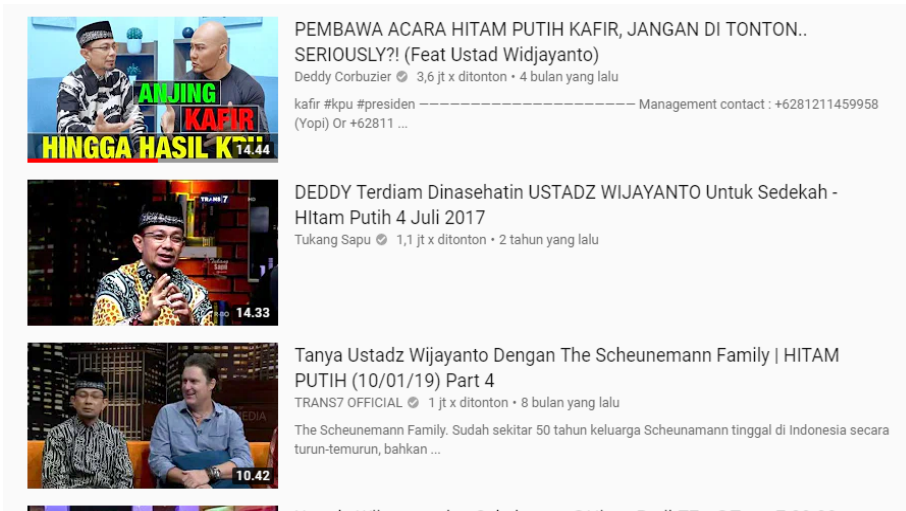 PEMBAWA ACARA HITAM PUTIH KAFIR, JANGAN DI TONTON..
SERIOUSLY?! (Feat Ustad Widjayanto)
Deddy Corbuzier 3,6 jt x ditonton • 4 bulan yang lalu
kafir #kpu #presiden ————————————————————— Management contact : +6281211459958
(Yopi) Or +62811 ...
ANJING
KAFIR
HINGGA HASIL
14.44
DEDDY Terdiam Dinasehatin USTADZ WIJAYANTO Untuk Sedekah -
HItam Putih 4 Juli 2017
Tukang Sapu 1,1 jt x ditonton • 2 tahun yang lalu
TRANS7
14.33
Tanya Ustadz Wijayanto Dengan The Scheunemann Family | HITAM
PUTIH (10/01/19) Part 4
TRANS7 OFFICIAL 1 jt x ditonton • 8 bulan yang lalu
The Scheunemann Family. Sudah sekitar 50 tahun keluarga Scheunamann tinggal di Indonesia secara
turun-temurun, bahkan ...
MEDIA
10.42